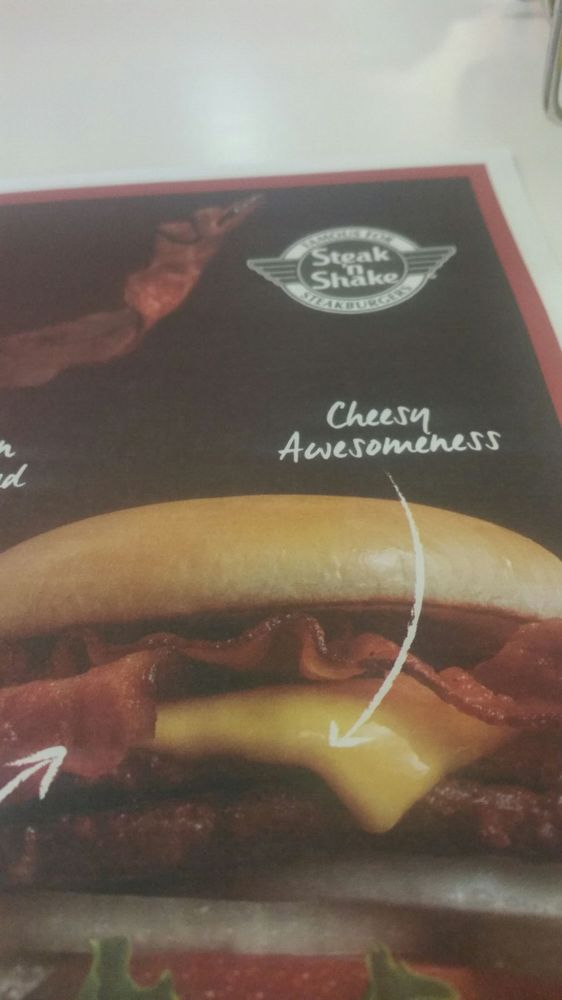 FAMOUS FOR
Steak
'n
Shake
STEAKBURGERS
Cheesy
Awesomeness